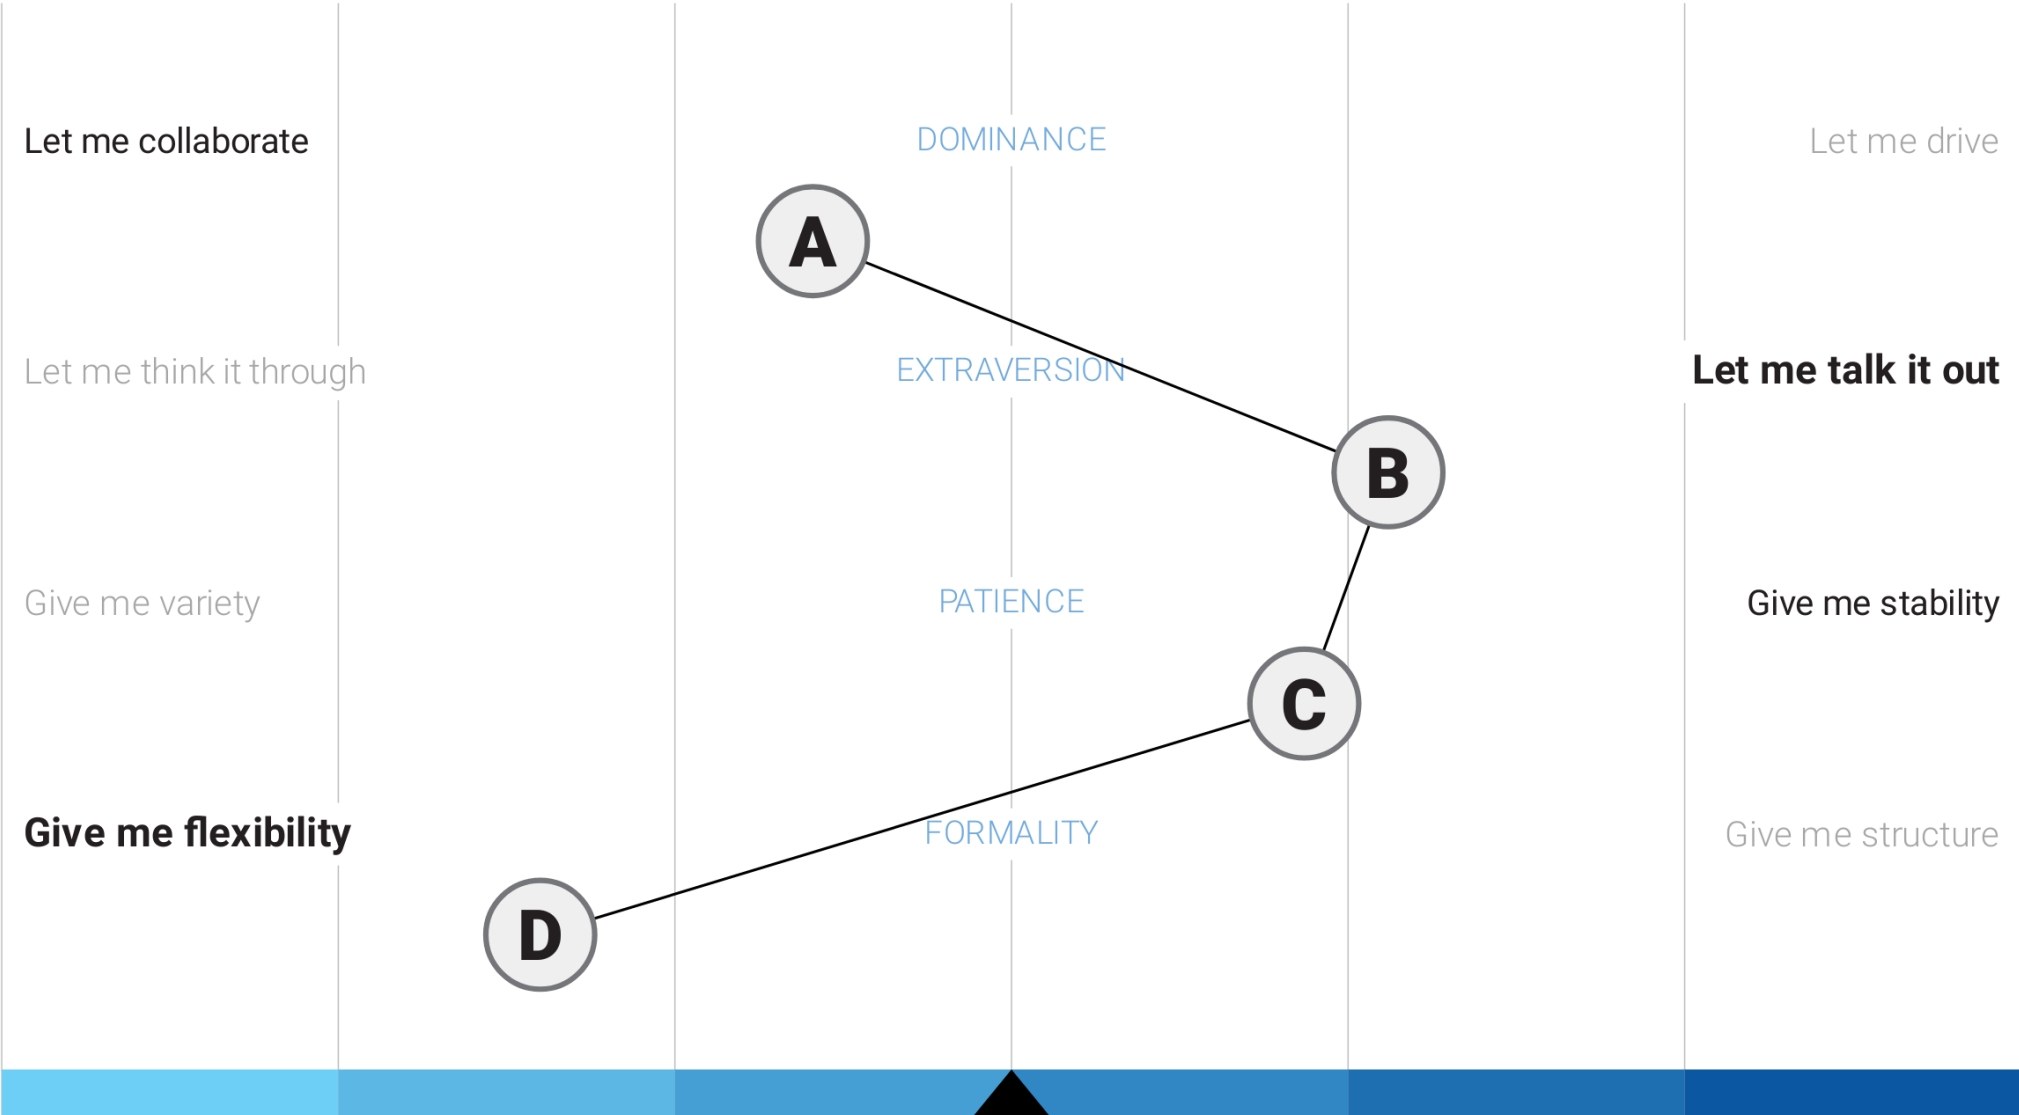 Let me collaborate
DOMINANCE
Let me drive
A
Let me think it through
EXTRAVERSION
Let me talk it out
B
Give me variety
PATIENCE
Give me stability
C
Give me flexibility
FORMALITY
Give me structure
D